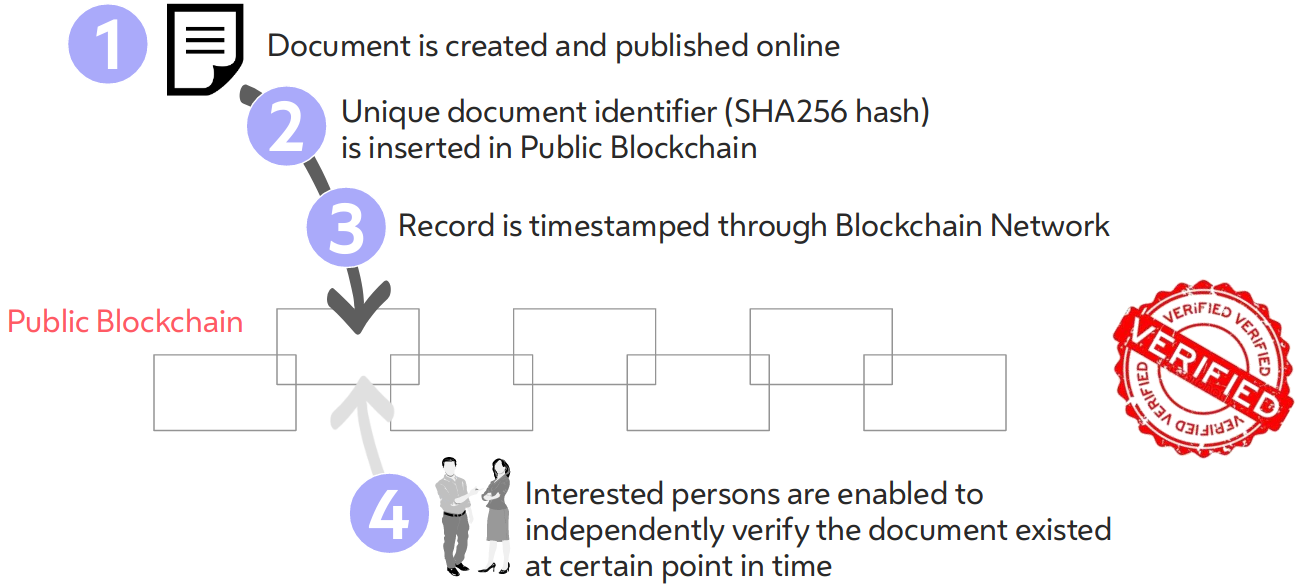 1
Document is created and published online
2
Unique document identifier (SHA256 hash)
is inserted in Public Blockchain
3
Record is timestamped through Blockchain Network
Public Blockchain
VERIFIED VERIFIED
VERIFIED
VERIFIED VERIFIED VERIFIED
4
Interested persons are enabled to
independently verify the document existed
at certain point in time